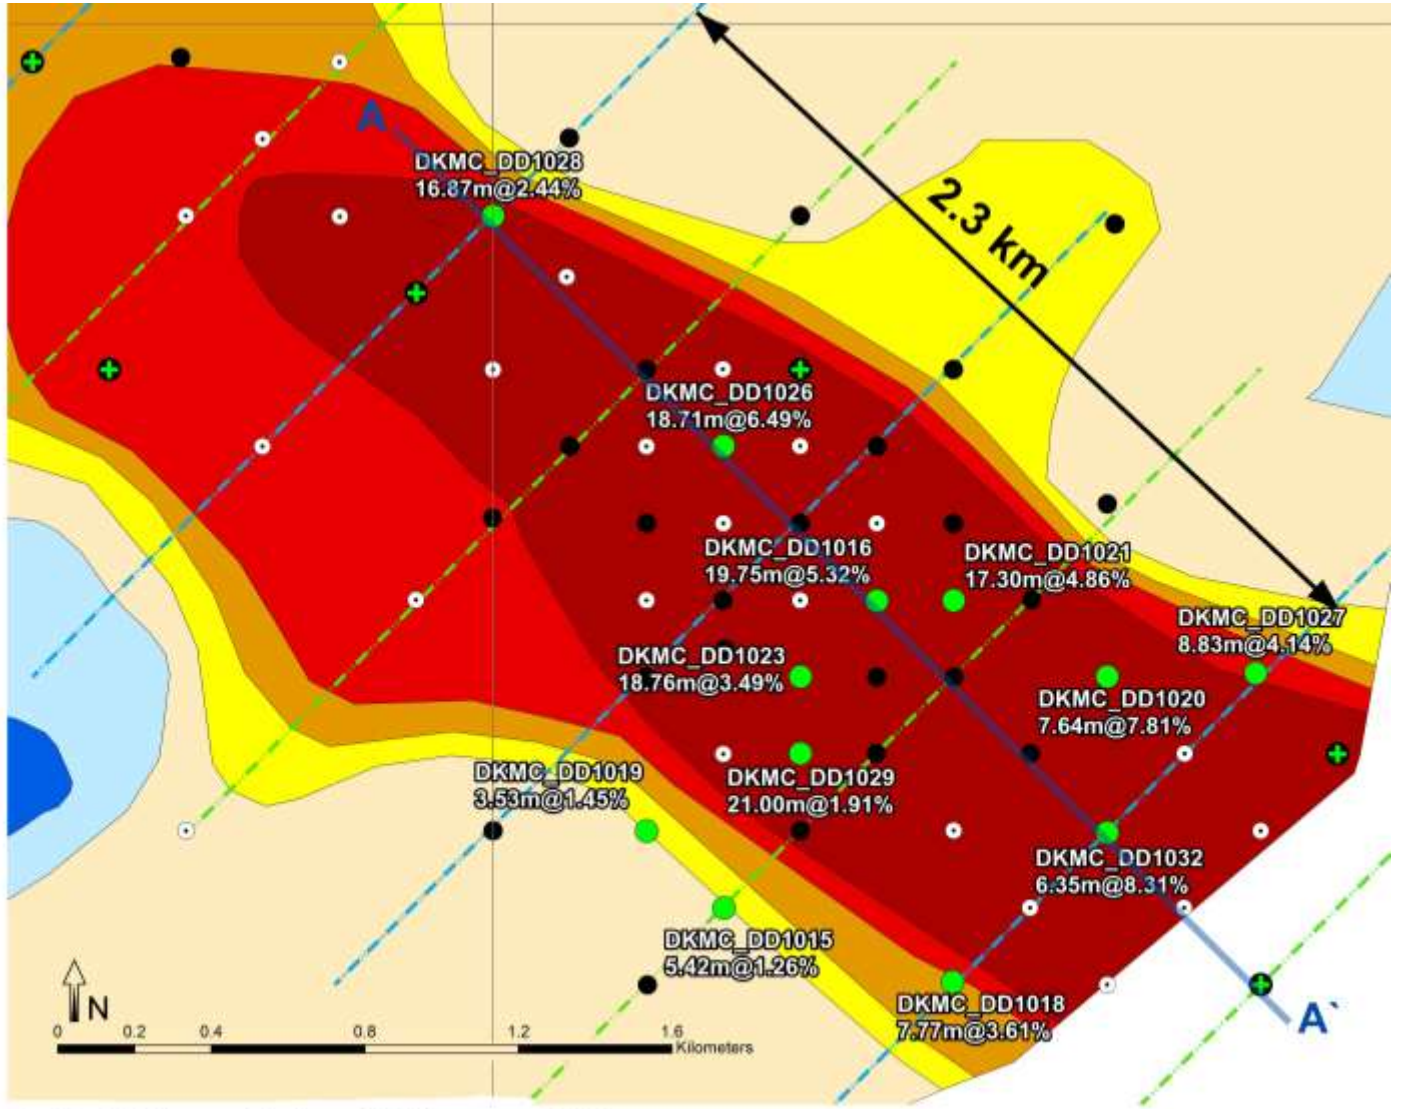 A
DKMC_DD1028
16.87m@2.44%
2.3 km
DKMC_DD1026
18.71m@6.49%
DKMC_DD1016
19.75m@5.32%
DKMC_DD1021
17.30m@4.86%
DKMC_DD1027
8.83m@4.14%
DKMC_DD1023
18.76m@3.49%
DKMC_DD1020
7.64m@7.81%
DKMC_DD1019
3.53m@1.45%
DKMC_DD1029
21.00m@1.91%
DKMC_DD1032
6.35m@8.31%
DKMC_DD1015
5.42m@1.26%
DKMC_DD1018
7.77m@3.61%
A`
N
0 0.2 0.4 0.8 1.2 1.6
Kilometers